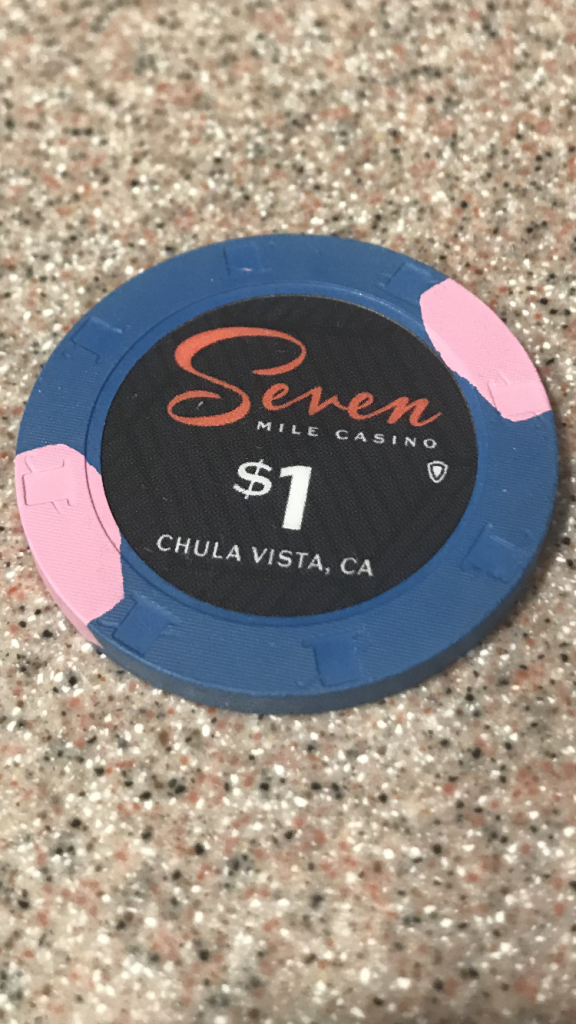 Seven
MILE CASINO
$1
CHULA VISTA, CA